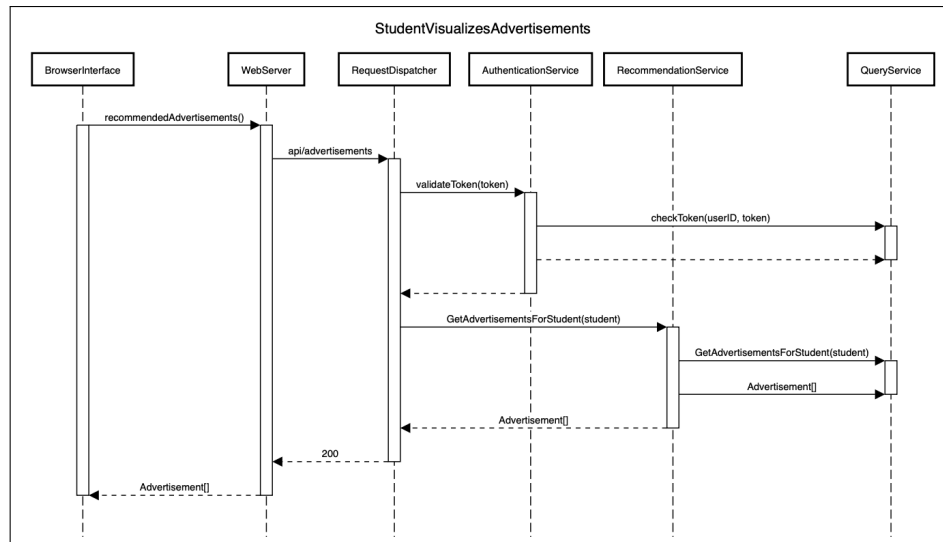 StudentVisualizesAdvertisements
BrowserInterface
WebServer
RequestDispatcher
AuthenticationService
RecommendationService
QueryService
recommendedAdvertisements()
api/advertisements
validateToken(token)
checkToken(userID, token)
GetAdvertisementsForStudent(student)
GetAdvertisementsForStudent(student)
Advertisement[]
Advertisement[]
200
Advertisement[]